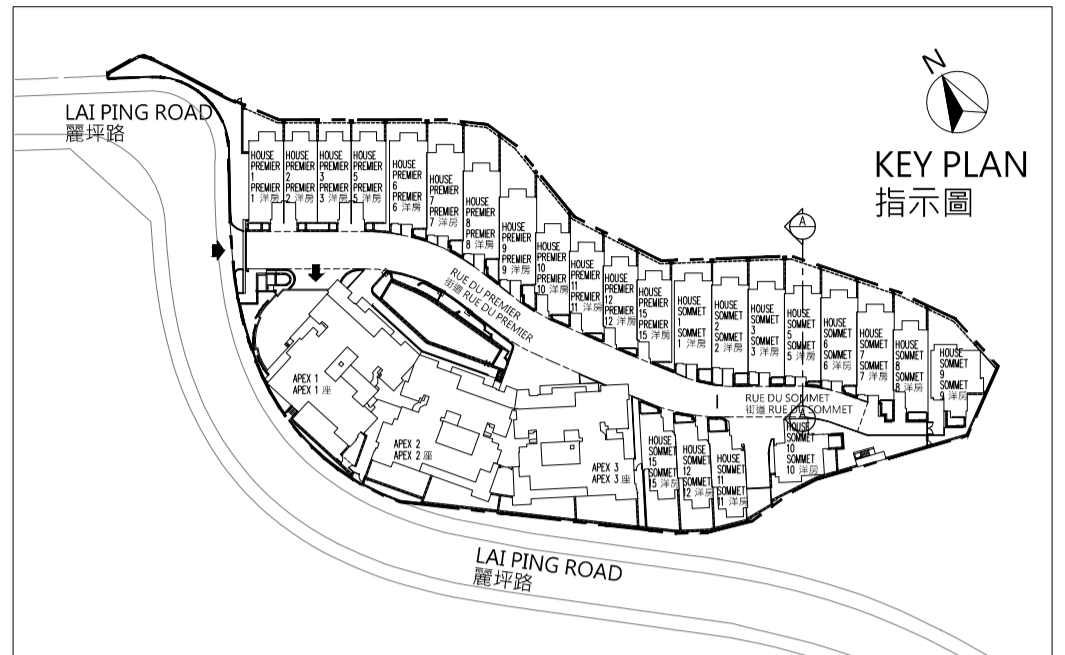 N
KEY PLAN
指示圖
LAI PING ROAD
麗坪路
HOUSE
PREMIER
1
PREMIER
1 洋房
HOUSE
PREMIER
2
PREMIER
2 洋房
HOUSE
PREMIER
3
PREMIER
3 洋房
HOUSE
PREMIER
5
PREMIER
5 洋房
HOUSE
PREMIER
6
PREMIER
6 洋房
HOUSE
PREMIER
7
PREMIER
7 洋房
HOUSE
PREMIER
8
PREMIER
8 洋房
HOUSE
PREMIER
9
PREMIER
9 洋房
HOUSE
PREMIER
10
PREMIER
10 洋房
HOUSE
PREMIER
11
PREMIER
11 洋房
HOUSE
PREMIER
12
PREMIER
12 洋房
HOUSE
PREMIER
15
PREMIER
15 洋房
HOUSE
SOMMET
1
SOMMET
1 洋房
HOUSE
SOMMET
2
SOMMET
2 洋房
HOUSE
SOMMET
3
SOMMET
3 洋房
HOUSE
SOMMET
5
SOMMET
5 洋房
HOUSE
SOMMET
6
SOMMET
6 洋房
HOUSE
SOMMET
7
SOMMET
7 洋房
HOUSE
SOMMET
8
SOMMET
8 洋房
HOUSE
SOMMET
9
SOMMET
9 洋房
A
RUE DU PREMIER
街道 RUE DU PREMIER
RUE DU SOMMET
街道 RUE DU SOMMET
A
APEX 1
APEX 1 座
APEX 2
APEX 2 座
APEX 3
APEX 3 座
HOUSE
SOMMET
15
SOMMET
15 洋房
HOUSE
SOMMET
12
SOMMET
12 洋房
HOUSE
SOMMET
11
SOMMET
11 洋房
HOUSE
SOMMET
10
SOMMET
10 洋房
LAI PING ROAD
麗坪路